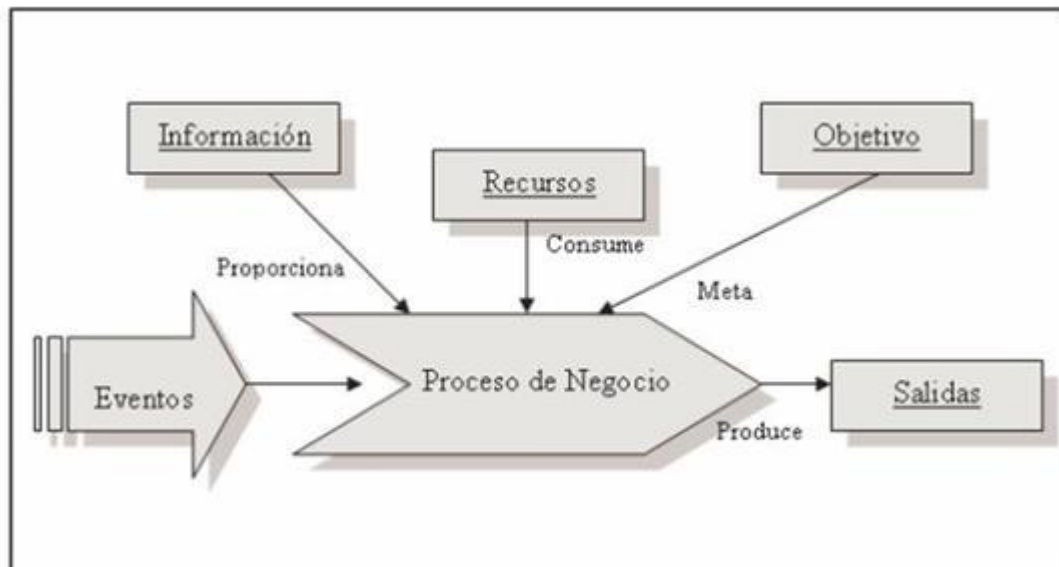 Información
Objetivo
Recursos
Consume
Proporciona
Meta
Proceso de Negocio
Eventos
Salidas
Produce